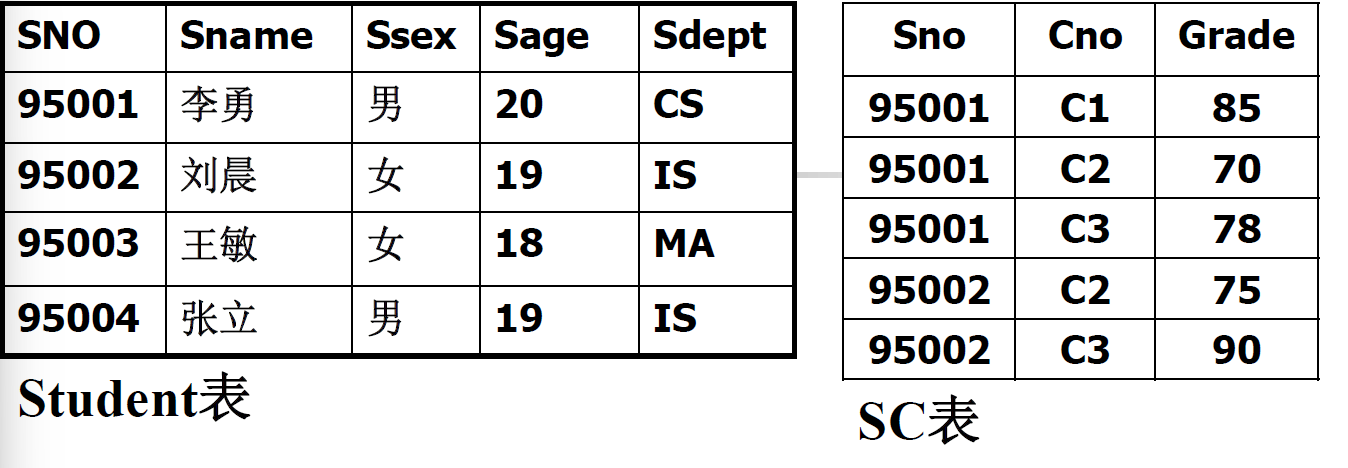 SNO Sname Ssex Sage Sdept
95001 李勇 男 20 CS
95002 刘晨 女 19 IS
95003 王敏 女 18 MA
95004 张立 男 19 IS
Student表
Sno Cno Grade
95001 C1 85
95001 C2 70
95001 C3 78
95002 C2 75
95002 C3 90
SC表